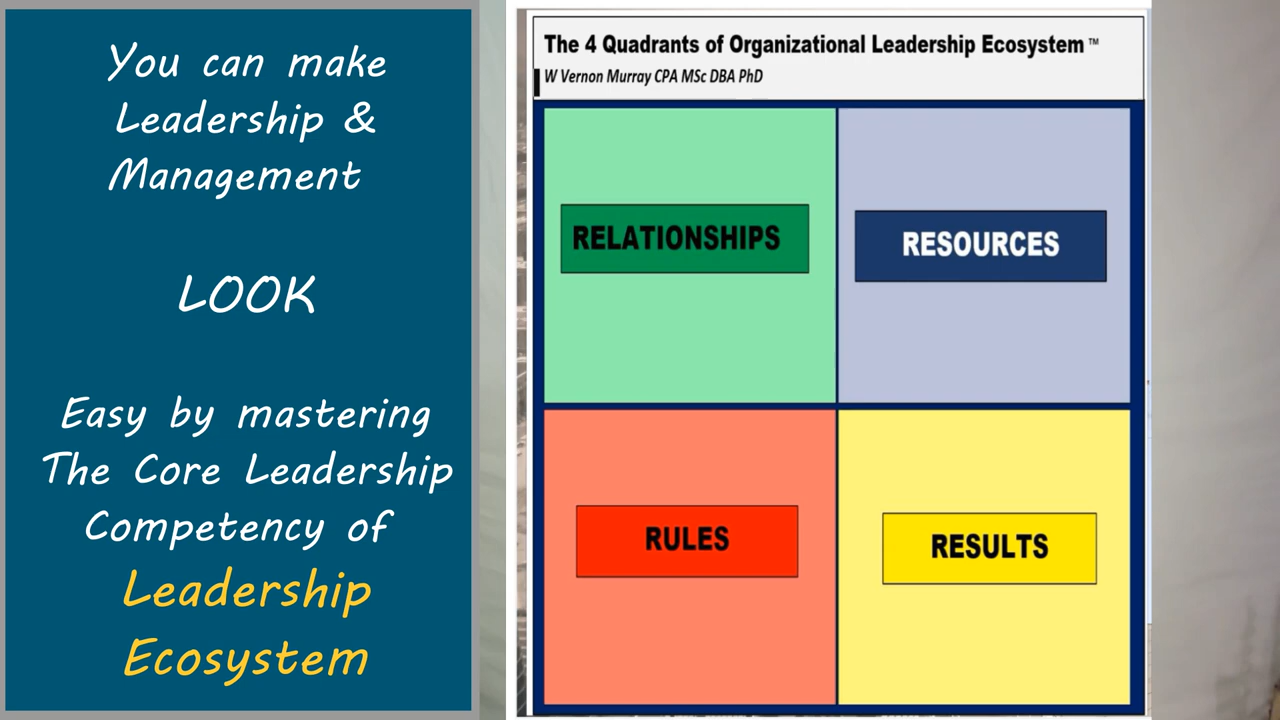 You can make
Leadership &
Management
LOOK
Easy by mastering
The Core Leadership
Competency of
Leadership
Ecosystem
The 4 Quadrants of Organizational Leadership Ecosystem ™
W Vernon Murray CPA MSc DBA PhD
RELATIONSHIPS
RESOURCES
RULES
RESULTS